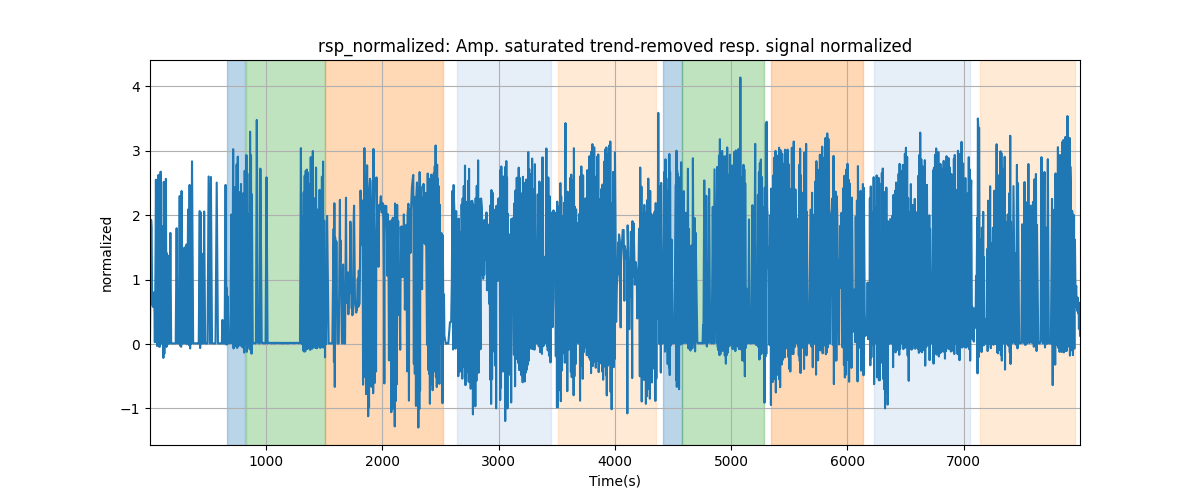 rsp_normalized: Amp. saturated trend-removed resp. signal normalized
4
3
2
1
0
−1
normalized
1000 2000 3000 4000 5000 6000 7000
Time(s)